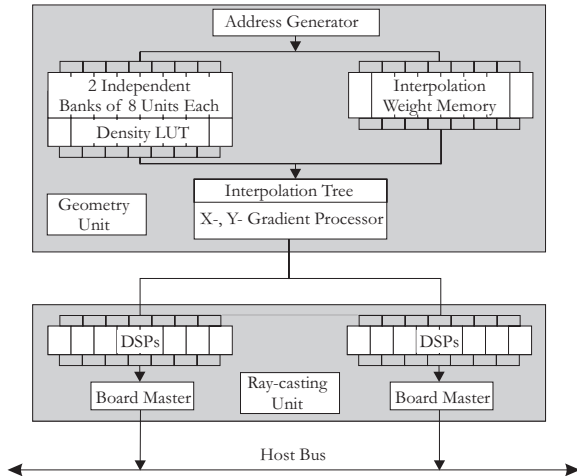 Address Generator
2 Independent
Banks of 8 Units Each
Density LUT
Interpolation
Weight Memory
Interpolation Tree
X-, Y- Gradient Processor
Geometry
Unit
DSPs
DSPs
Board Master
Ray-casting
Unit
Board Master
Host Bus